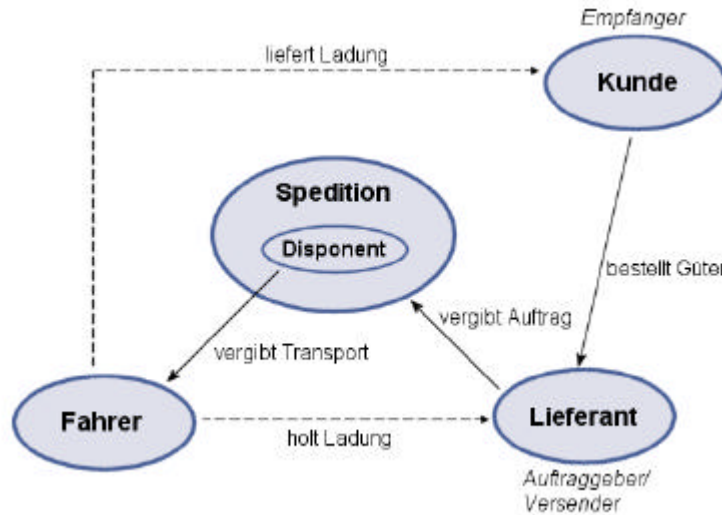 Empfänger
liefert Ladung
Kunde
Spedition
Disponent
bestellt Güter
vergibt Auftrag
vergibt Transport
Fahrer
Lieferant
holt Ladung
Auftraggeber/
Versender